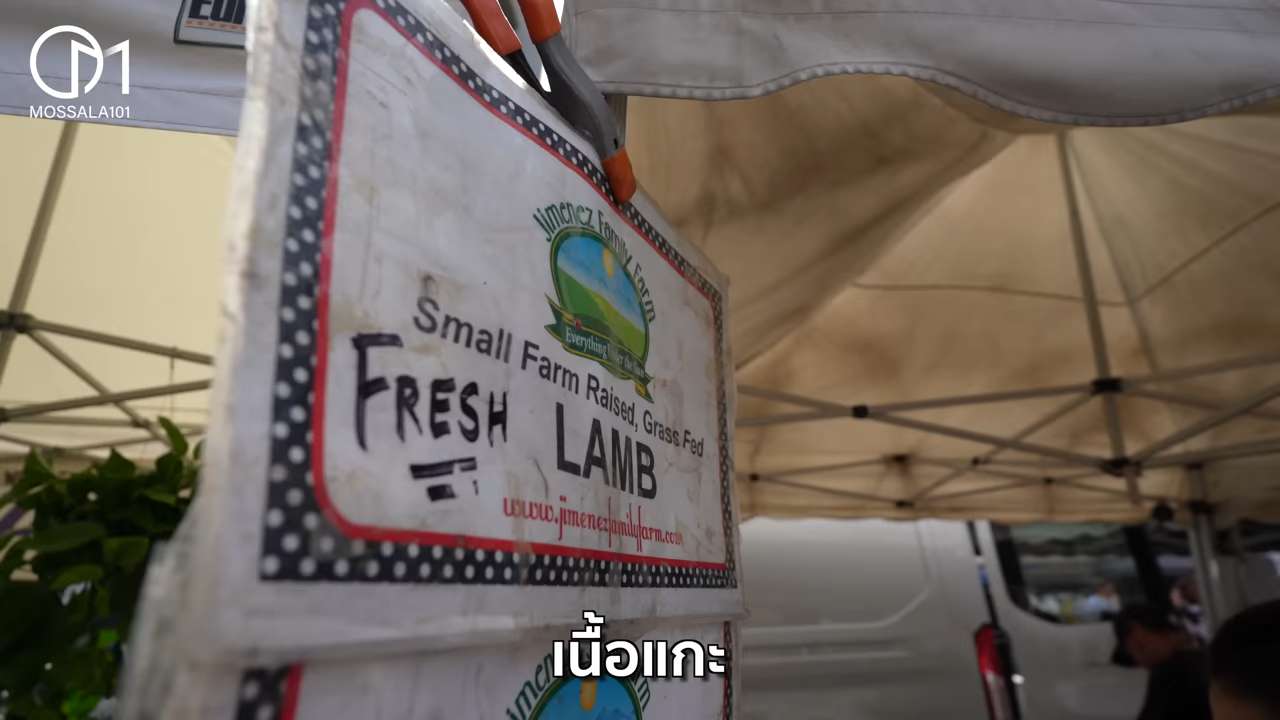 MOSSALA101
Jimenez Family Farm
Everything Under the Sun
Small Farm Raised, Grass Fed
FRESH
LAMB
www.jimenezfamilyfarm.com
เนื้อแกะ